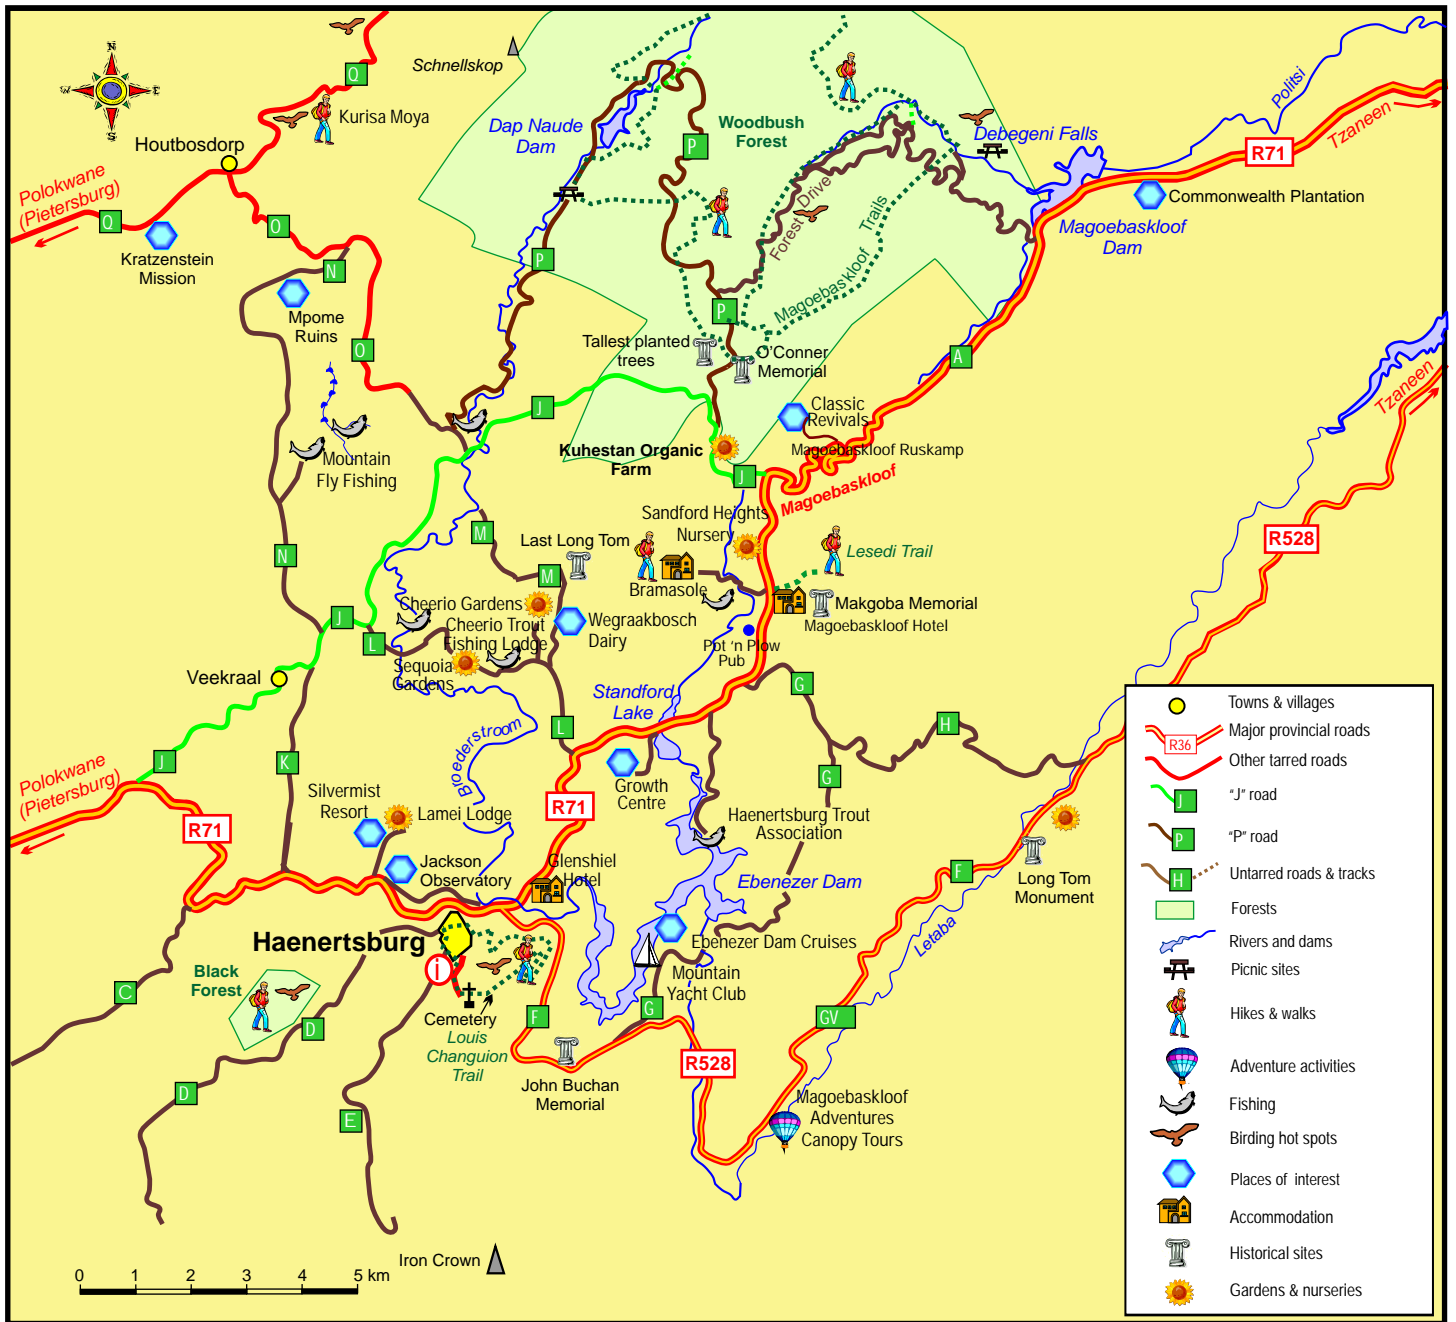 N
W
E
S
Schnellskop
Q
Kurisa Moya
Houtbosdorp
Polokwane
(Pietersburg)
Q
O
Kratzenstein
Mission
N
Mpome
Ruins
O
Dap Naude
Dam
Woodbush
Forest
P
P
P
Forest Drive
Magoebaskloof Trails
Debegeni Falls
Politsi
R71
Tzaneen
Commonwealth Plantation
Magoebaskloof
Dam
Tallest planted
trees
O'Conner
Memorial
A
Tzaneen
J
Classic
Revivals
Kuhestan Organic
Farm
Magoebaskloof Ruskamp
J
Magoebaskloof
Mountain
Fly Fishing
Sandford Heights
Nursery
R528
M
Last Long Tom
Lesedi Trail
N
M
Bramasole
Cheerio Gardens
Cheerio Trout
Fishing Lodge
Wegraakbosch
Dairy
Makgoba Memorial
Magoebaskloof Hotel
J
L
Pot 'n Plow
Pub
Sequoia
Gardens
Veekraal
Standford
Lake
G
H
L
Broederstroom
J
K
G
Polokwane
(Pietersburg)
Growth
Centre
Silvermist
Resort
Lamei Lodge
R71
R71
Haenertsburg Trout
Association
Jackson
Observatory
Glenshiel
Hotel
Ebenezer Dam
F
Long Tom
Monument
Letaba
Haenertsburg
Ebenezer Dam Cruises
Black
Forest
i
Mountain
Yacht Club
C
D
Cemetery
Louis
Changuion
Trail
F
G
GV
R528
John Buchan
Memorial
D
E
Magoebaskloof
Adventures
Canopy Tours
Iron Crown
0 1 2 3 4 5 km
Towns & villages
R36
Major provincial roads
Other tarred roads
J
“J” road
P
“P” road
H
Untarred roads & tracks
Forests
Rivers and dams
Picnic sites
Hikes & walks
Adventure activities
Fishing
Birding hot spots
Places of interest
Accommodation
Historical sites
Gardens & nurseries